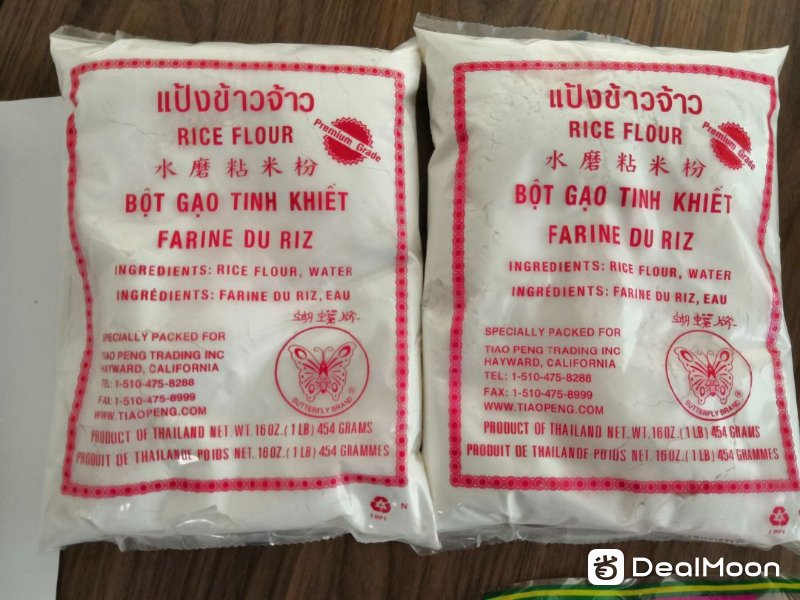 แป้งข้าวจ้าว
RICE FLOUR
Premium Grade
水磨粘米粉
BỘT GẠO TINH KHIẾT
FARINE DU RIZ
INGREDIENTS: RICE FLOUR, WATER
INGRÉDIENTS: FARINE DU RIZ, EAU
蝴蝶牌
SPECIALLY PACKED FOR
TIAO PENG TRADING INC
HAYWARD, CALIFORNIA
TEL: 1-510-475-8288
FAX: 1-510-475-8999
WWW.TIAOPENG.COM
BUTTERFLY BRAND ®
PRODUCT OF THAILAND NET. WT. 16 OZ. (1 LB) 454 GRAMS
PRODUIT DE THAILANDE POIDS NET. 16 OZ. (1 LB) 454 GRAMMES
N
แป้งข้าวจ้าว
RICE FLOUR
Premium Grade
水磨粘米粉
BỘT GẠO TINH KHIẾT
FARINE DU RIZ
INGREDIENTS: RICE FLOUR, WATER
INGRÉDIENTS: FARINE DU RIZ, EAU
蝴蝶牌
SPECIALLY PACKED FOR
TIAO PENG TRADING INC
HAYWARD, CALIFORNIA
TEL: 1-510-475-8288
FAX: 1-510-475-8999
WWW.TIAOPENG.COM
BUTTERFLY BRAND ®
PRODUCT OF THAILAND NET. WT. 16 OZ. (1 LB) 454 GRAMS
PRODUIT DE THAILANDE POIDS NET. 16 OZ. (1 LB) 454 GRAMMES
省 DealMoon